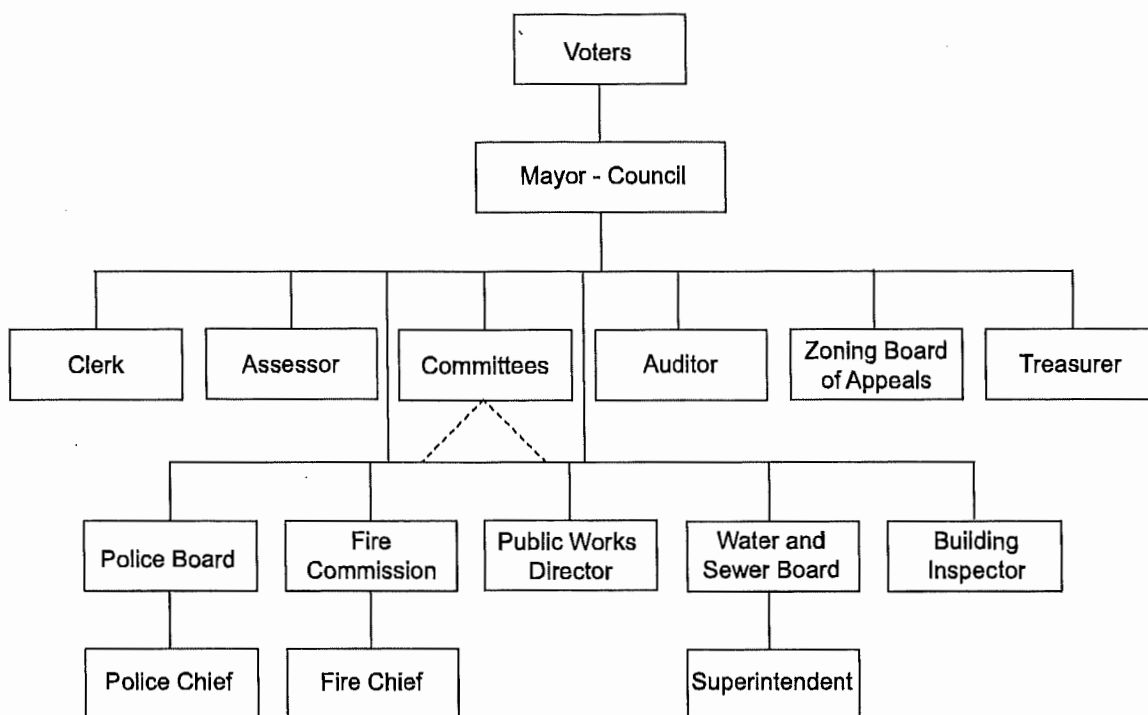 Voters
Mayor - Council
Clerk
Assessor
Committees
Auditor
Zoning Board
of Appeals
Treasurer
Police Board
Fire
Commission
Public Works
Director
Water and
Sewer Board
Building
Inspector
Police Chief
Fire Chief
Superintendent